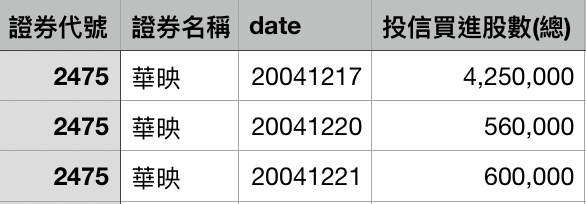 證券代號 證券名稱 date 投信買進股數(總)
2475 華映 20041217 4,250,000
2475 華映 20041220 560,000
2475 華映 20041221 600,000